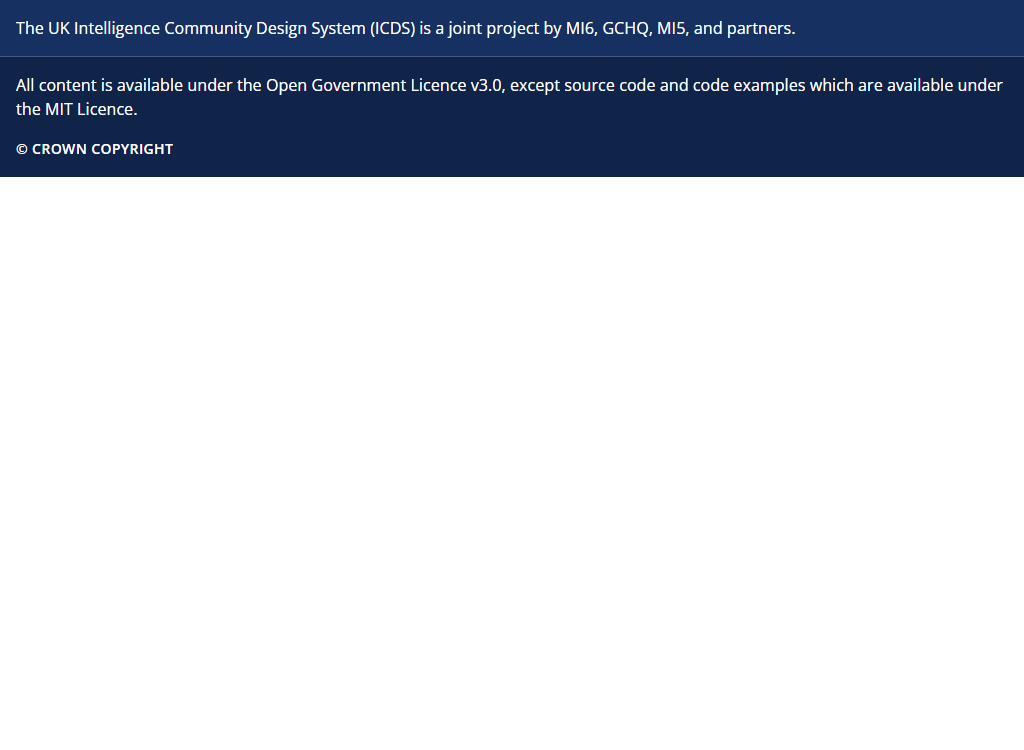 The UK Intelligence Community Design System (ICDS) is a joint project by MI6, GCHQ, MI5, and partners.
All content is available under the Open Government Licence v3.0, except source code and code examples which are available under
the MIT Licence.
© CROWN COPYRIGHT